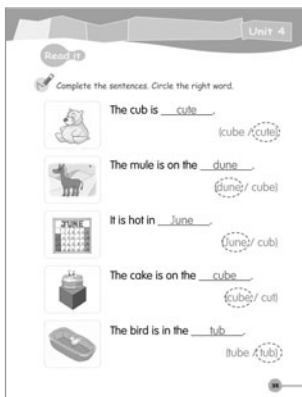 Unit 4
Read it
Complete the sentences. Circle the right word.
The cub is cute.
(cube / cute)
The mule is on the dune.
(dune / cube)
JUNE
It is hot in June.
(June / cub)
The cake is on the cube.
(cube / cut)
The bird is in the tub.
(tube / tub)